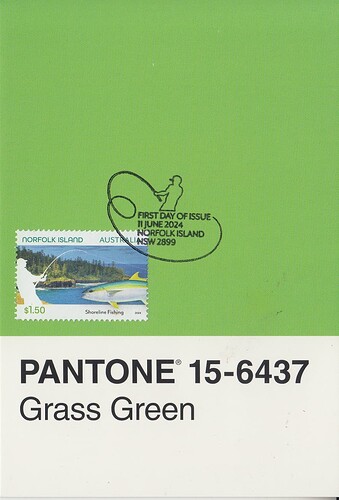 FIRST DAY OF ISSUE
11 JUNE 2024
NORFOLK ISLAND
NSW 2899
NORFOLK ISLAND AUSTRALIA
$1.50 Shoreline Fishing
PANTONE® 15-6437
Grass Green